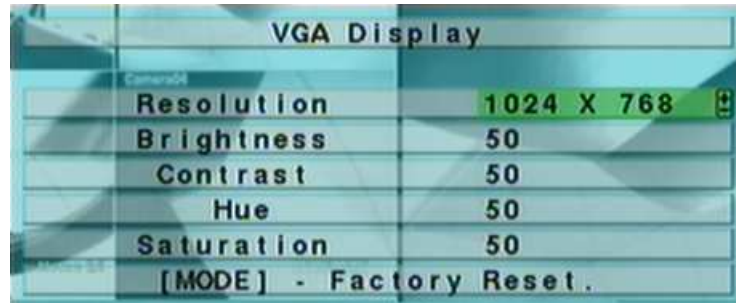 VGA Display
Camera04
Resolution 1024 X 768
Brightness 50
Contrast 50
Hue 50
Saturation 50
[MODE] - Factory Reset.